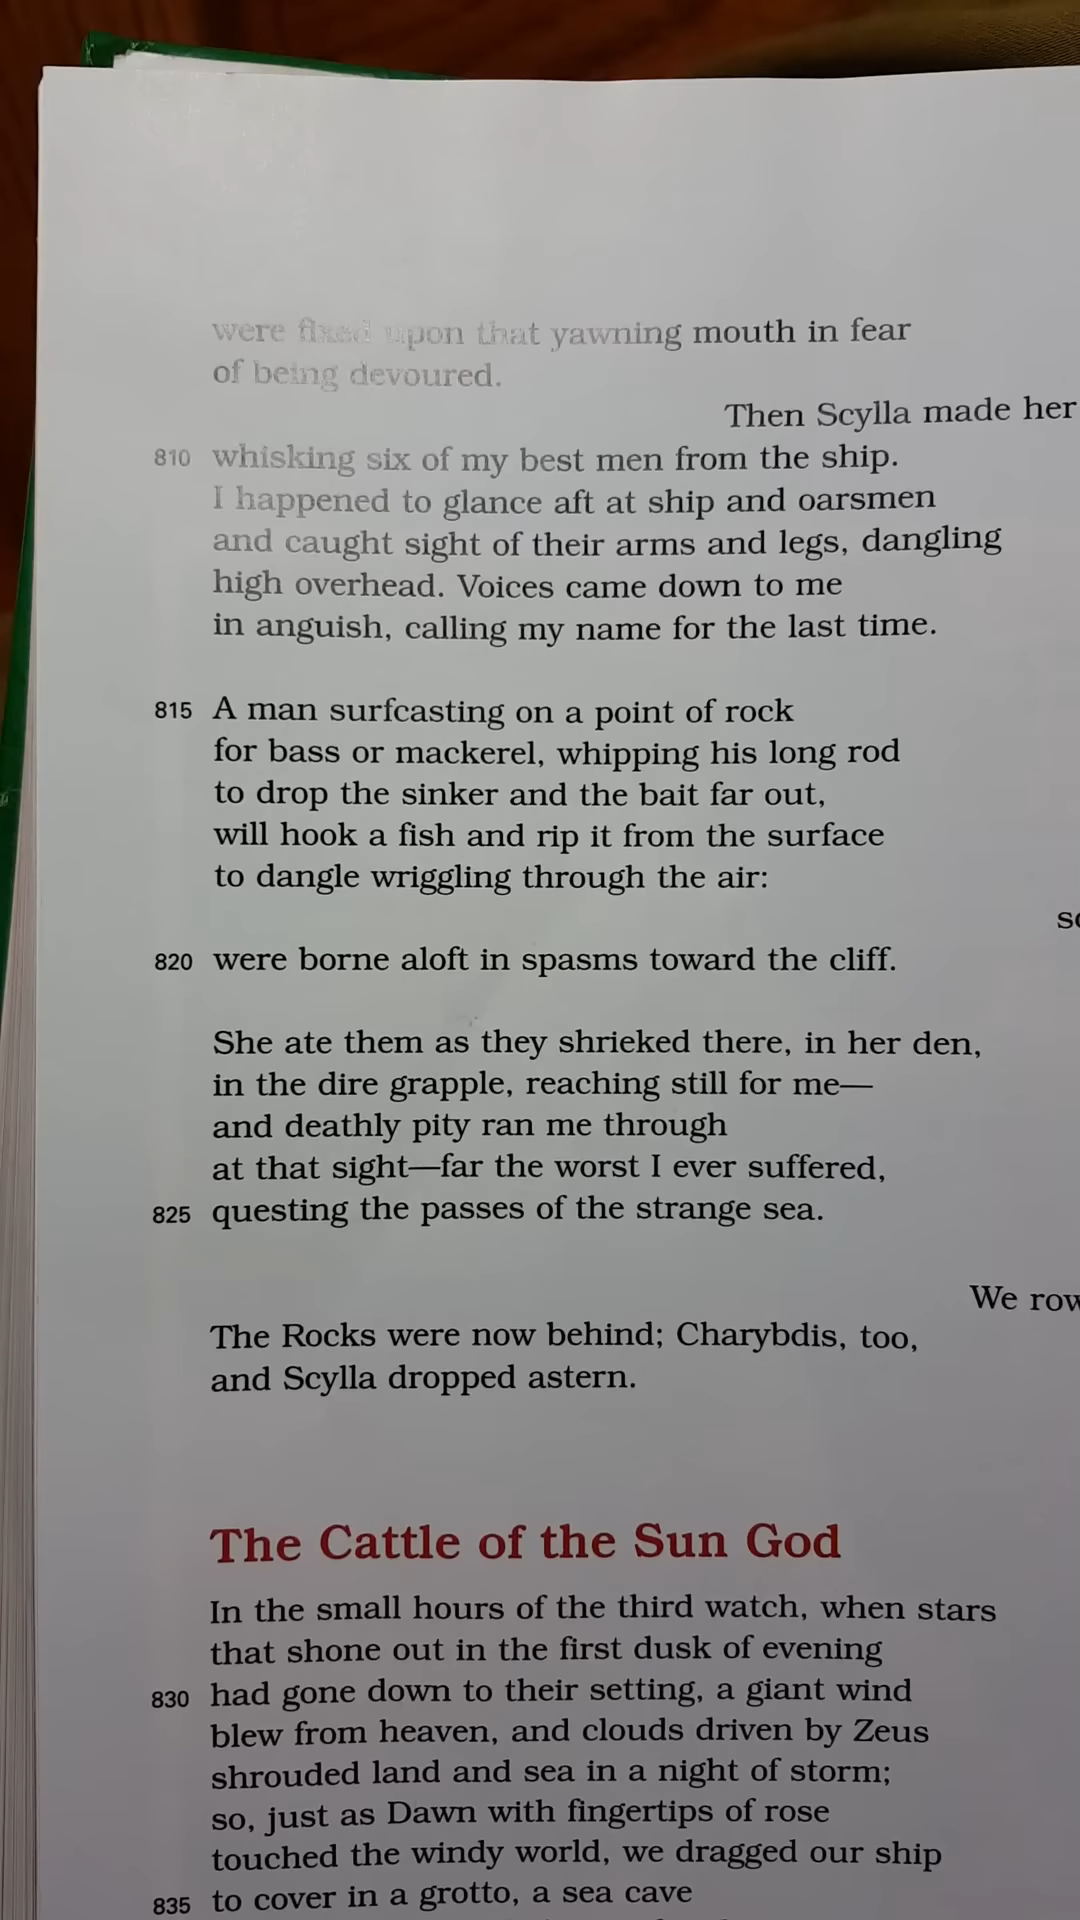 were fixed upon that yawning mouth in fear
of being devoured.
Then Scylla made her
810 whisking six of my best men from the ship.
I happened to glance aft at ship and oarsmen
and caught sight of their arms and legs, dangling
high overhead. Voices came down to me
in anguish, calling my name for the last time.
815 A man surfcasting on a point of rock
for bass or mackerel, whipping his long rod
to drop the sinker and the bait far out,
will hook a fish and rip it from the surface
to dangle wriggling through the air:
820 were borne aloft in spasms toward the cliff.
She ate them as they shrieked there, in her den,
in the dire grapple, reaching still for me—
and deathly pity ran me through
at that sight—far the worst I ever suffered,
825 questing the passes of the strange sea.
We
The Rocks were now behind; Charybdis, too,
and Scylla dropped astern.
The Cattle of the Sun God
In the small hours of the third watch, when stars
that shone out in the first dusk of evening
830 had gone down to their setting, a giant wind
blew from heaven, and clouds driven by Zeus
shrouded land and sea in a night of storm;
so, just as Dawn with fingertips of rose
touched the windy world, we dragged our ship
835 to cover in a grotto, a sea cave